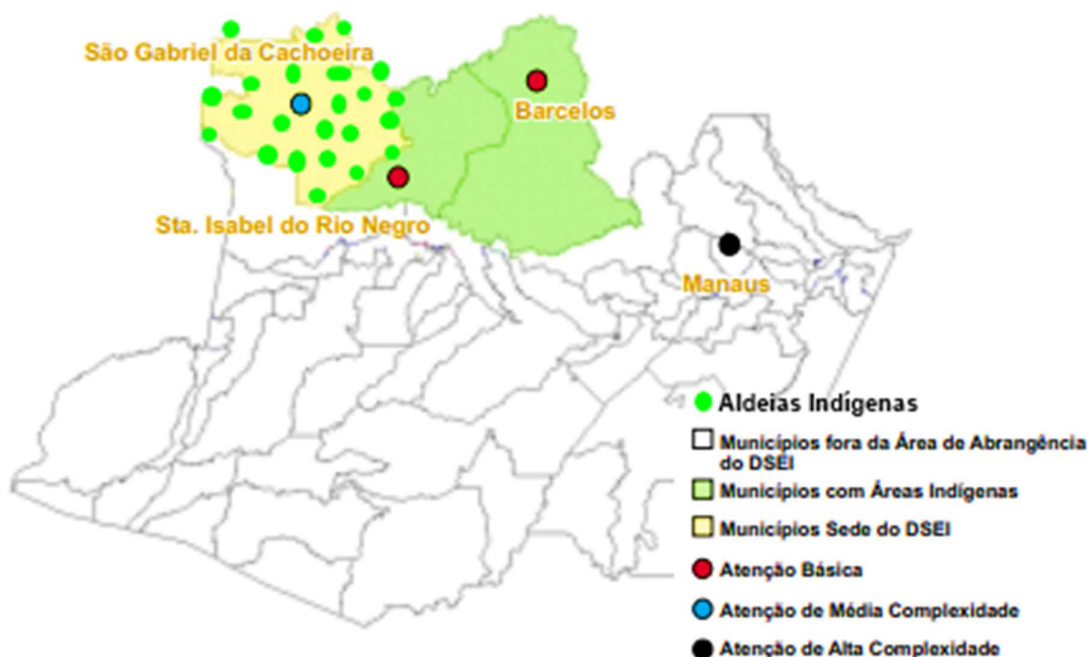 São Gabriel da Cachoeira
Barcelos
Sta. Isabel do Rio Negro
Manaus
Aldeias Indígenas
Municípios fora da Área de Abrangência
do DSEI
Municípios com Áreas Indígenas
Municípios Sede do DSEI
Atenção Básica
Atenção de Média Complexidade
Atenção de Alta Complexidade